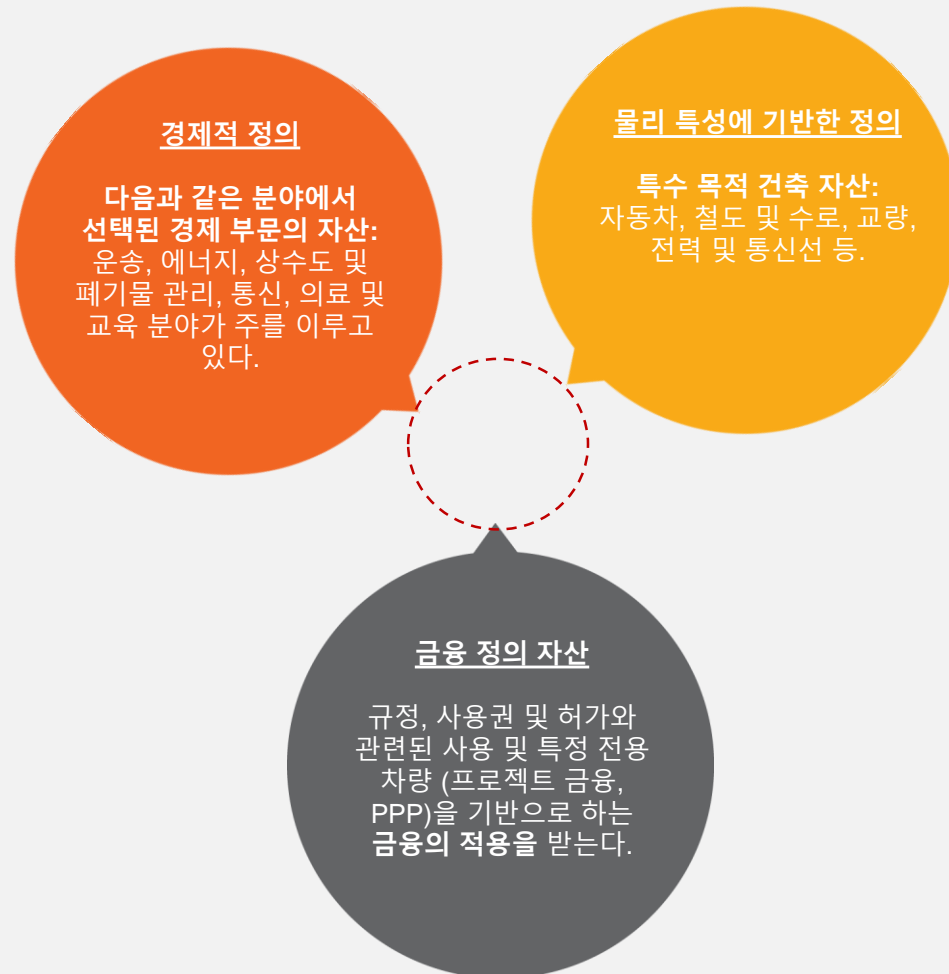 경제적 정의
다음과 같은 분야에서
선택된 경제 부문의 자산:
운송, 에너지, 상수도 및
폐기물 관리, 통신, 의료 및
교육 분야가 주를 이루고
있다.
물리 특성에 기반한 정의
특수 목적 건축 자산:
자동차, 철도 및 수로, 교량,
전력 및 통신선 등.
금융 정의 자산
규정, 사용권 및 허가와
관련된 사용 및 특정 전용
차량 (프로젝트 금융,
PPP)을 기반으로 하는
금융의 적용을 받는다.